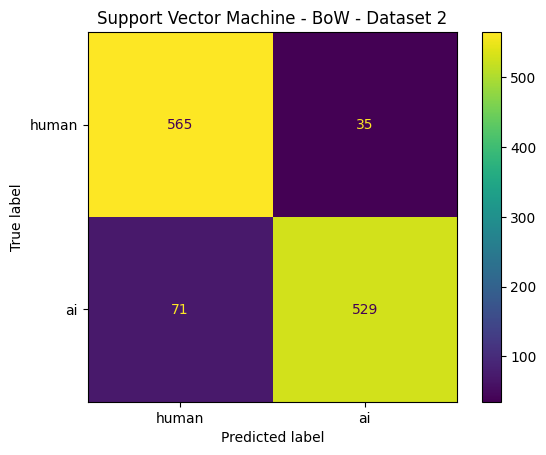 Support Vector Machine - BoW - Dataset 2
human
565
35
ai
71
529
human
ai
True label
Predicted label
500
400
300
200
100